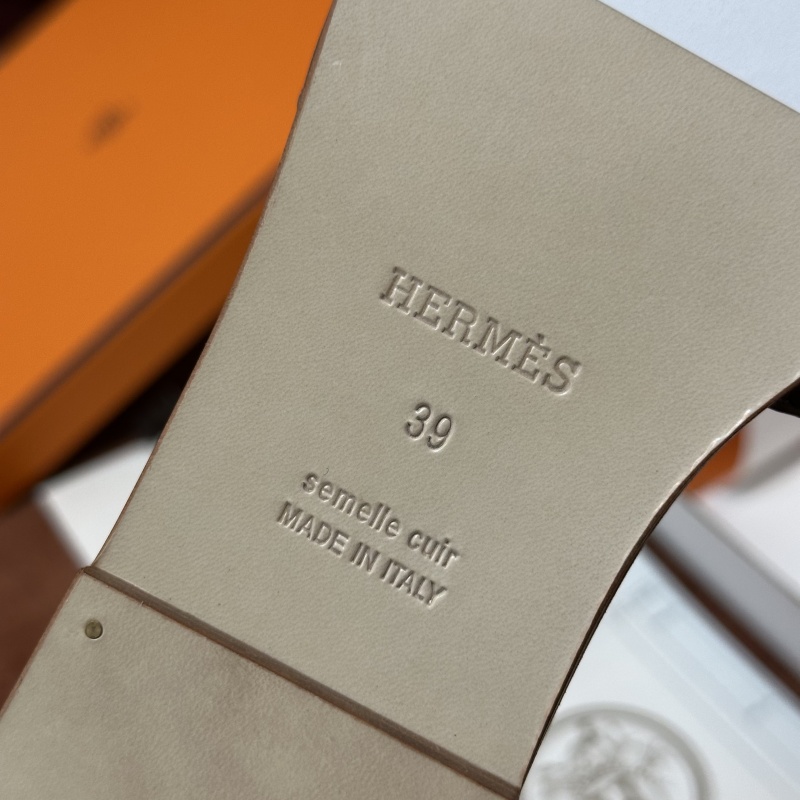 HERMÈS
39
semelle cuir
MADE IN ITALY